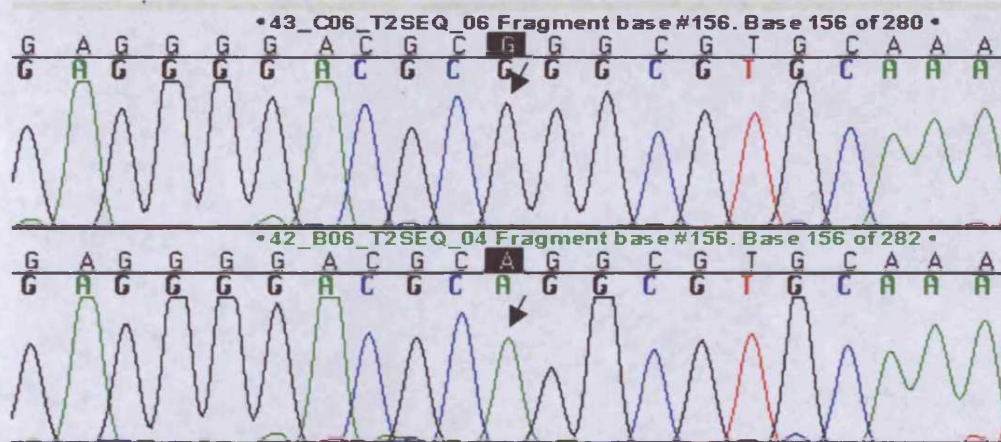 •43_C06_T2SEQ_06 Fragment base #156. Base 156 of 280 •
G A G G G G A C G C G G G C G T G C A A A
G A G G G G A C G C G G G C G T G C A A A
•42_B06_T2SEQ_04 Fragment base #156. Base 156 of 282 •
G A G G G G A C G C A G G C G T G C A A A
G A G G G G A C G C A G G C G T G C A A A